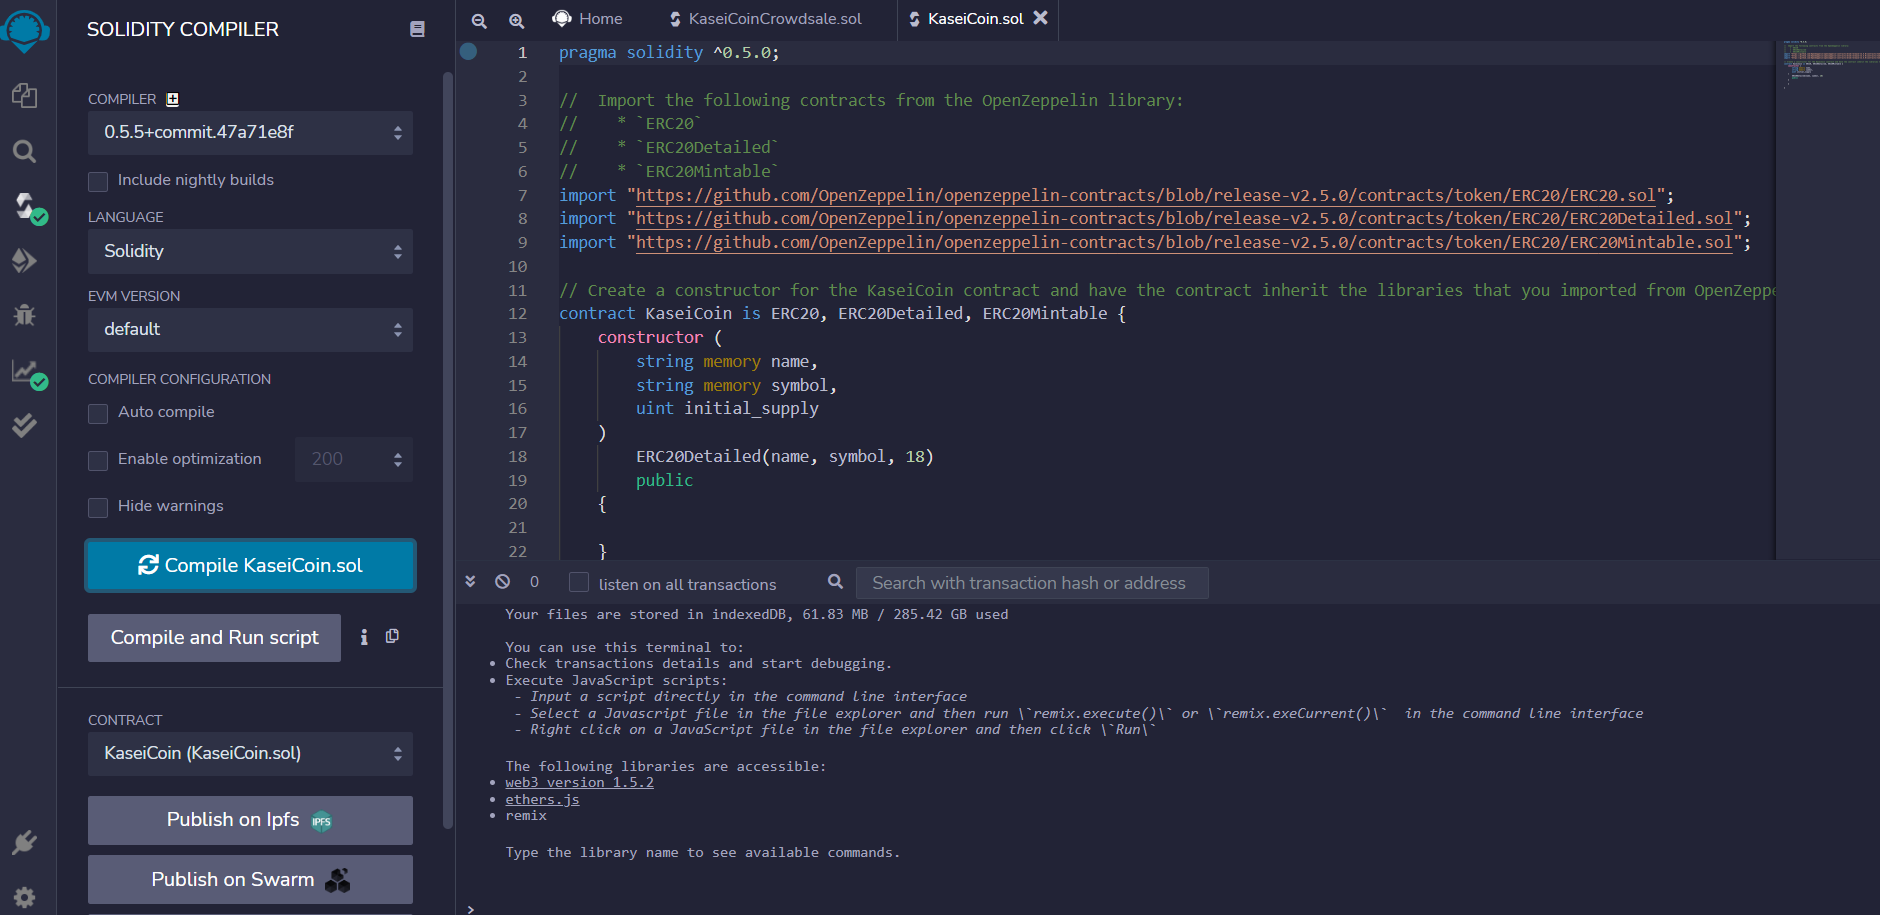 SOLIDITY COMPILER
COMPILER
0.5.5+commit.47a71e8f
Include nightly builds
LANGUAGE
Solidity
EVM VERSION
default
COMPILER CONFIGURATION
Auto compile
Enable optimization
200
Hide warnings
Compile KaseiCoin.sol
Compile and Run script
CONTRACT
KaseiCoin (KaseiCoin.sol)
Publish on Ipfs
IPFS
Publish on Swarm
Home
KaseiCoinCrowdsale.sol
KaseiCoin.sol
1 pragma solidity ^0.5.0;
2
3 //  Import the following contracts from the OpenZeppelin library:
4 //    * `ERC20`
5 //    * `ERC20Detailed`
6 //    * `ERC20Mintable`
7 import "https://github.com/OpenZeppelin/openzeppelin-contracts/blob/release-v2.5.0/contracts/token/ERC20/ERC20.sol";
8 import "https://github.com/OpenZeppelin/openzeppelin-contracts/blob/release-v2.5.0/contracts/token/ERC20/ERC20Detailed.sol";
9 import "https://github.com/OpenZeppelin/openzeppelin-contracts/blob/release-v2.5.0/contracts/token/ERC20/ERC20Mintable.sol";
10
11 // Create a constructor for the KaseiCoin contract and have the contract inherit the libraries that you imported from OpenZeppe
12 contract KaseiCoin is ERC20, ERC20Detailed, ERC20Mintable {
13     constructor (
14         string memory name,
15         string memory symbol,
16         uint initial_supply
17     )
18         ERC20Detailed(name, symbol, 18)
19         public
20     {
21
22     }
0
listen on all transactions
Search with transaction hash or address
Your files are stored in indexedDB, 61.83 MB / 285.42 GB used
You can use this terminal to:
• Check transactions details and start debugging.
• Execute JavaScript scripts:
- Input a script directly in the command line interface
- Select a Javascript file in the file explorer and then run \`remix.execute()\` or \`remix.exeCurrent()\`  in the command line interface
- Right click on a JavaScript file in the file explorer and then click \`Run\`
The following libraries are accessible:
• web3 version 1.5.2
• ethers.js
• remix
Type the library name to see available commands.
>